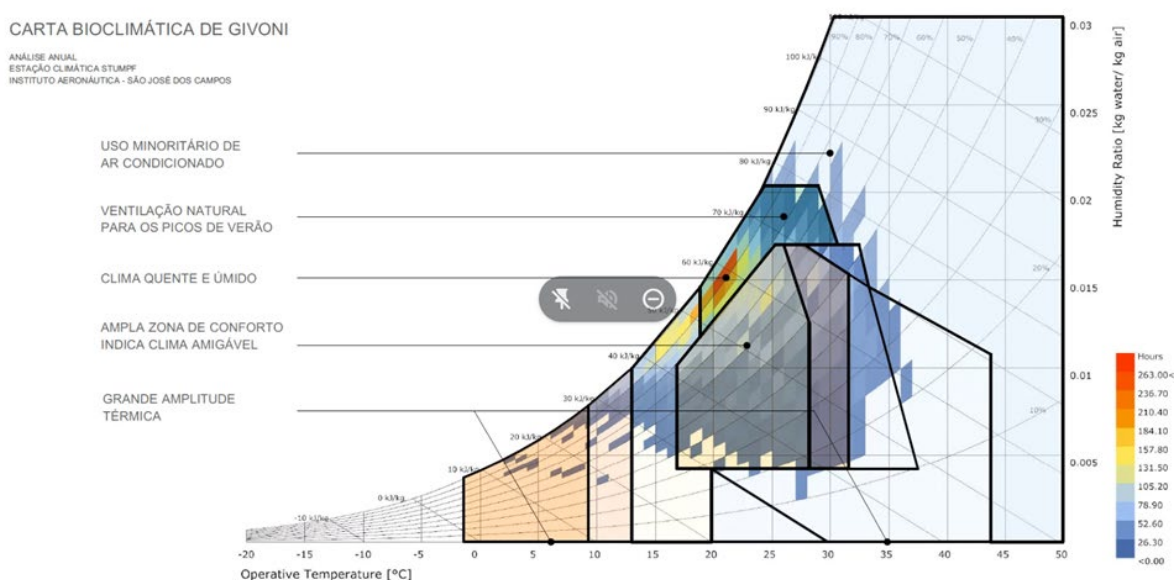 CARTA BIOCLIMÁTICA DE GIVONI
ANÁLISE ANUAL
ESTAÇÃO CLIMÁTICA STUMPF
INSTITUTO AERONÁUTICA - SÃO JOSÉ DOS CAMPOS
USO MINORITÁRIO DE
AR CONDICIONADO
VENTILAÇÃO NATURAL
PARA OS PICOS DE VERÃO
CLIMA QUENTE E ÚMIDO
AMPLA ZONA DE CONFORTO
INDICA CLIMA AMIGÁVEL
GRANDE AMPLITUDE
TÉRMICA
90% 80% 70% 60% 50% 40%
30%
20%
10%
100 kJ/kg
90 kJ/kg
80 kJ/kg
70 kJ/kg
60 kJ/kg
40 kJ/kg
30 kJ/kg
20 kJ/kg
10 kJ/kg
0 kJ/kg
-10 kJ/kg
0.03
0.025
0.02
0.015
0.01
0.005
Humidity Ratio [kg water/ kg air]
-20 -15 -10 -5 0 5 10 15 20 25 30 35 40 45 50
Operative Temperature [°C]
Hours
263.00<
236.70
210.40
184.10
157.80
131.50
105.20
78.90
52.60
26.30
<0.00